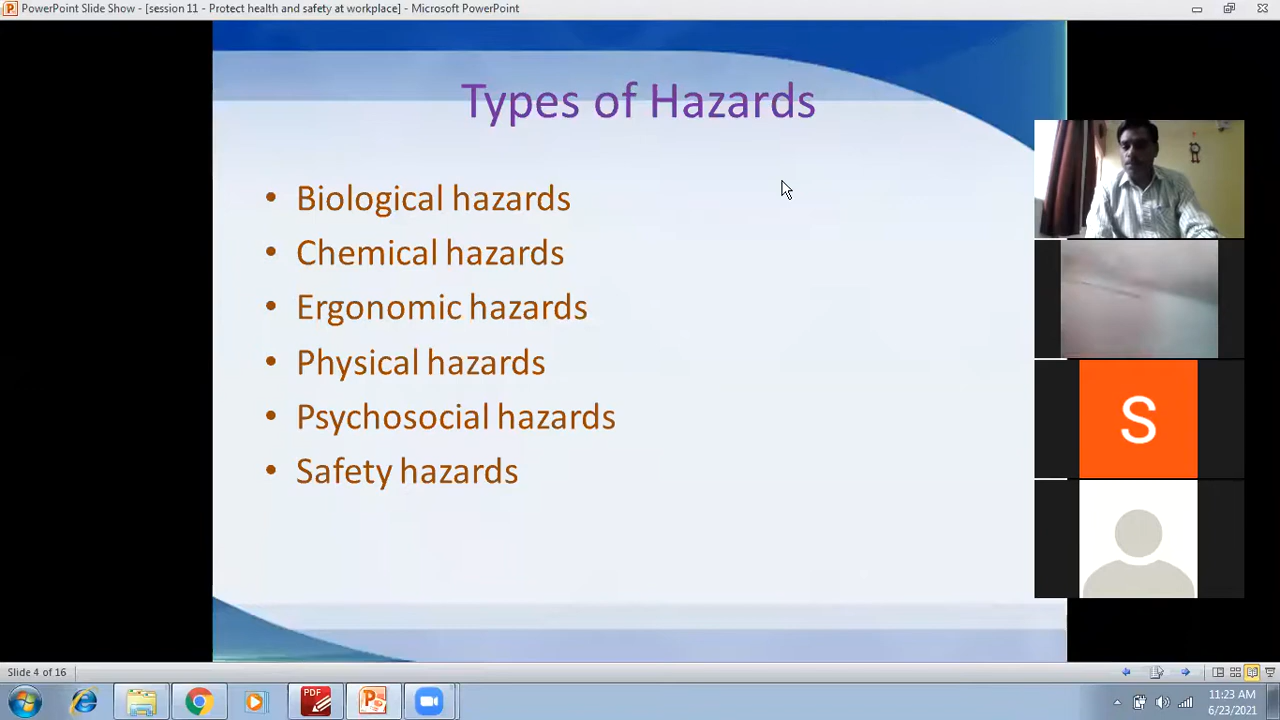 PowerPoint Slide Show - [session 11 - Protect health and safety at workplace] - Microsoft PowerPoint
Types of Hazards
• Biological hazards
• Chemical hazards
• Ergonomic hazards
• Physical hazards
• Psychosocial hazards
• Safety hazards
S
Slide 4 of 16
PDF
11:23 AM
6/23/2021